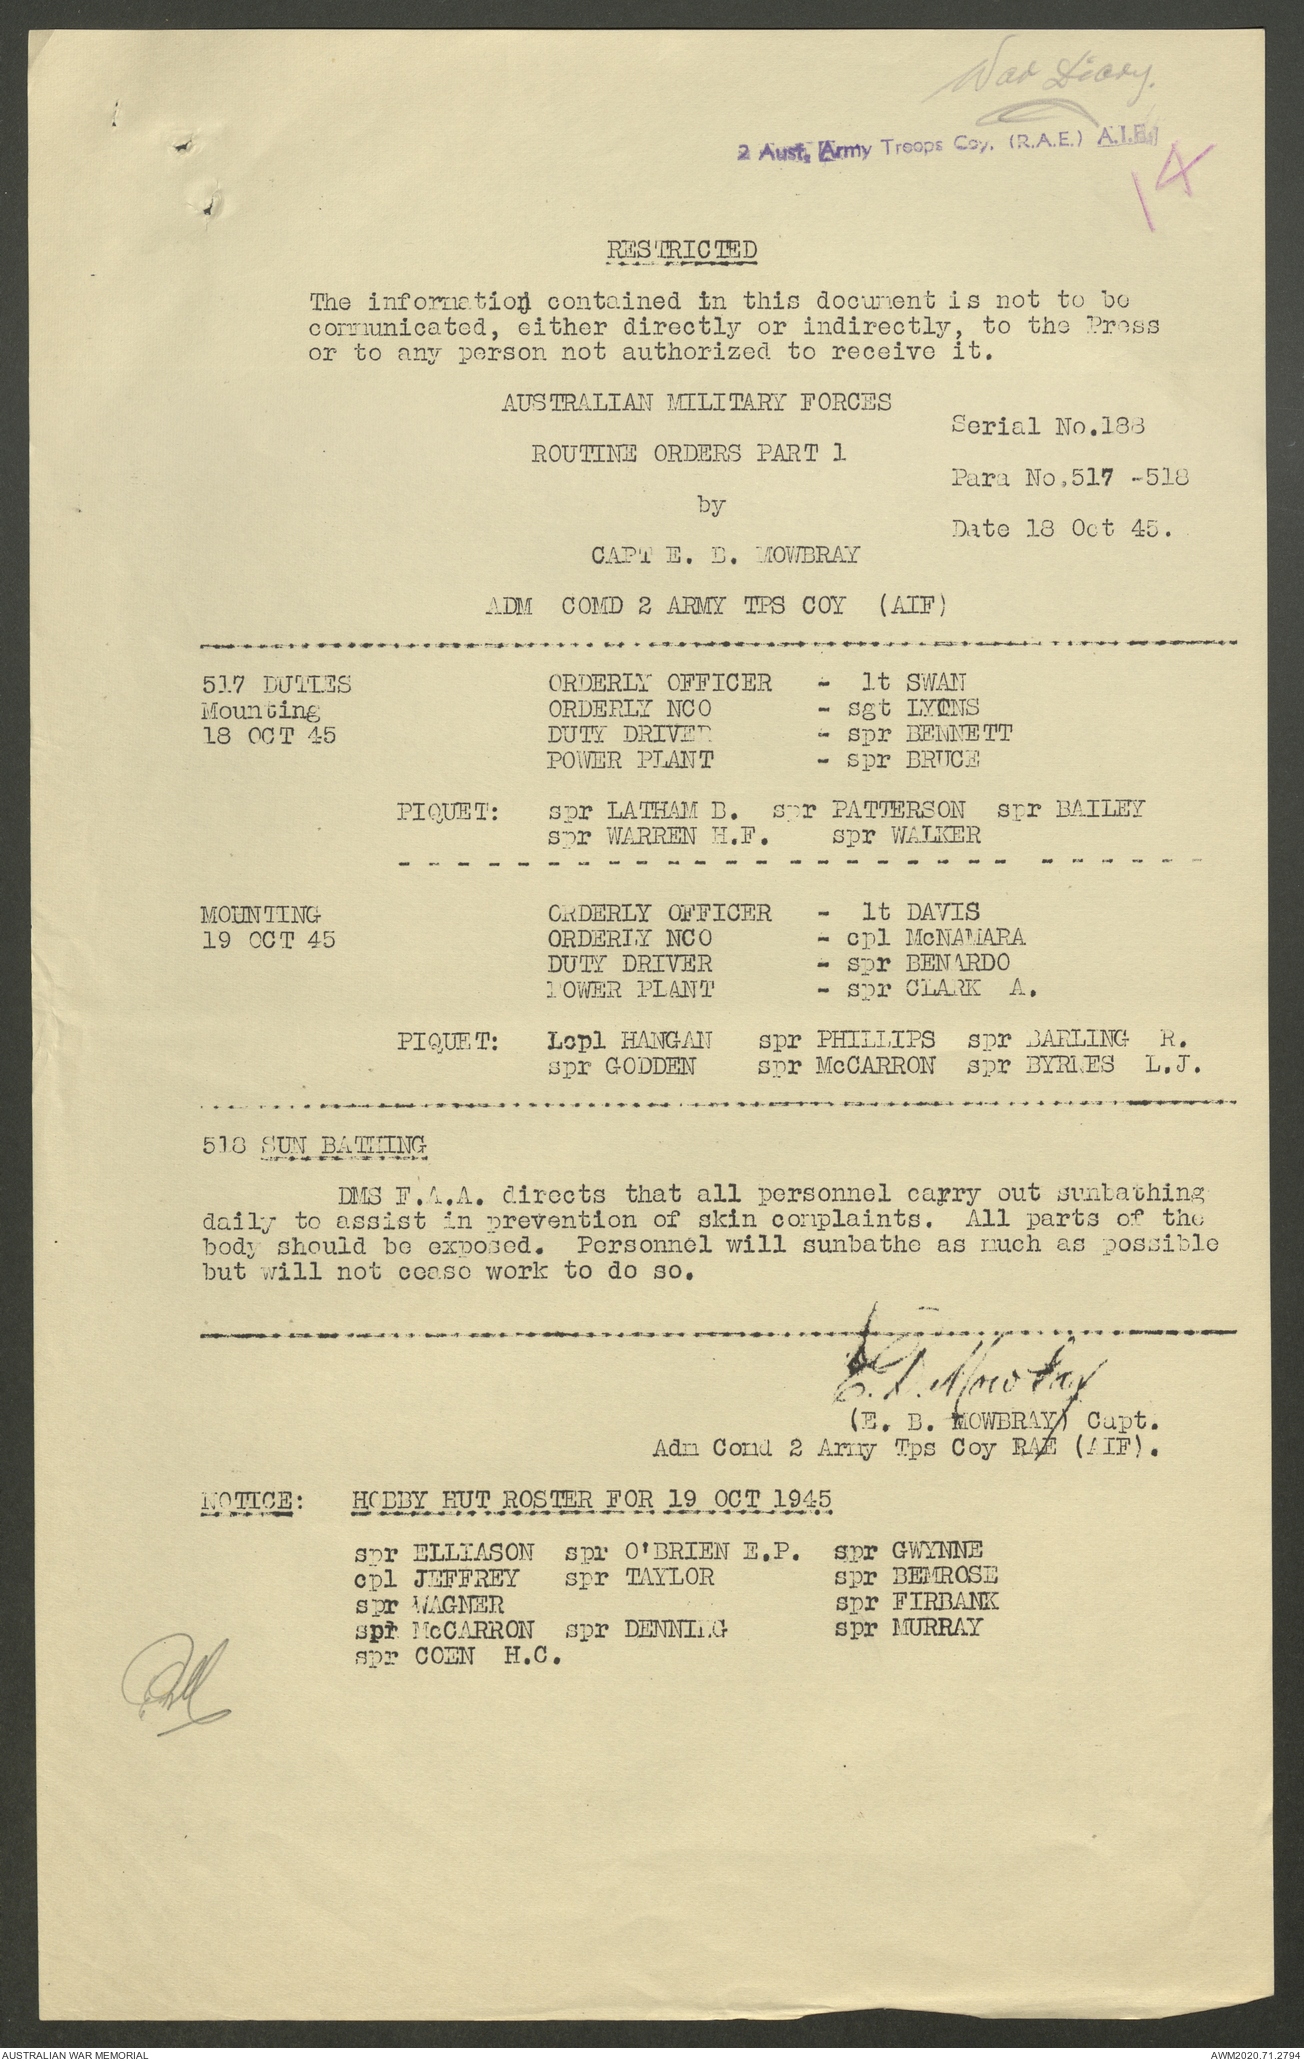 War Diary.
2 Aust. Army Troops Coy. (R.A.E.) A.I.F.
14
RESTRICTED
The information contained in this document is not to be
communicated, either directly or indirectly, to the Press
or to any person not authorized to receive it.
AUSTRALIAN MILITARY FORCES
Serial No.188
ROUTINE ORDERS PART 1
Para No.517 -518
by
Date 18 Oct 45.
CAPT E. B. MOWBRAY
ADM COMD 2 ARMY TPS COY (AIF)
517 DUTIES ORDERLY OFFICER - lt SWAN
Mounting ORDERLY NCO - sgt LYONS
18 OCT 45 DUTY DRIVER - spr BENNETT
POWER PLANT - spr BRUCE
PIQUET: spr LATHAM B. spr PATTERSON spr BAILEY
spr WARREN H.F. spr WALKER
MOUNTING ORDERLY OFFICER - lt DAVIS
19 OCT 45 ORDERLY NCO - cpl McNAMARA
DUTY DRIVER - spr BENARDO
POWER PLANT - spr CLARK A.
PIQUET: Lcpl HANGAN spr PHILLIPS spr BARLING R.
spr GODDEN spr McCARRON spr BYRNES L.J.
518 SUN BATHING
DMS F.A.A. directs that all personnel carry out sunbathing
daily to assist in prevention of skin complaints. All parts of the
body should be exposed. Personnel will sunbathe as much as possible
but will not cease work to do so.
E.B. Mowbray
(E. B. MOWBRAY) Capt.
Adm Comd 2 Army Tps Coy RAE (AIF).
NOTICE: HOBBY HUT ROSTER FOR 19 OCT 1945
spr ELLIASON spr O'BRIEN E.P. spr GWYNNE
cpl JEFFREY spr TAYLOR spr BEMROSE
spr WAGNER spr FIRBANK
spr McCARRON spr DENNING spr MURRAY
spr COEN H.C.
AUSTRALIAN WAR MEMORIAL AWM2020.71.2794